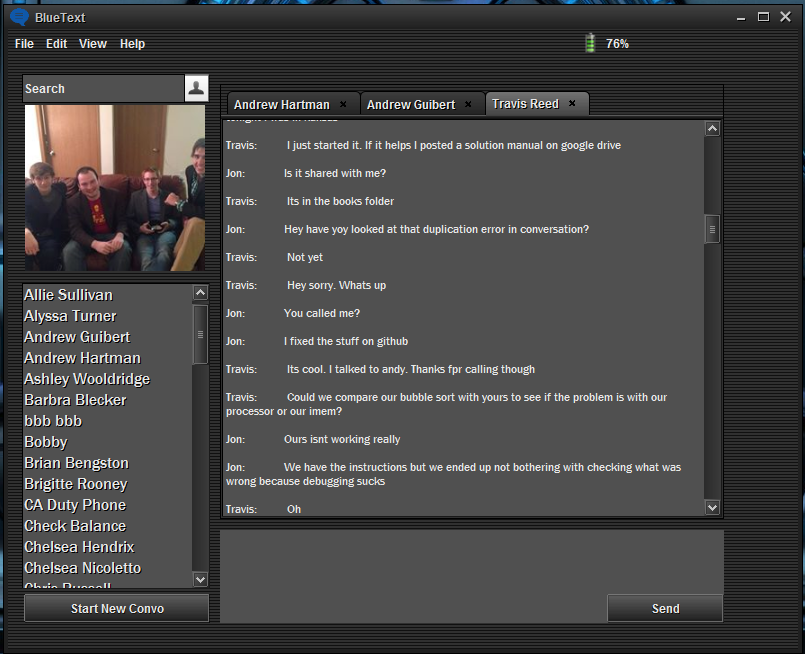 BlueText
File Edit View Help
76%
Search
Andrew Hartman × Andrew Guibert × Travis Reed ×
Travis: I just started it. If it helps I posted a solution manual on google drive
Jon: Is it shared with me?
Travis: Its in the books folder
Jon: Hey have yoy looked at that duplication error in conversation?
Travis: Not yet
Travis: Hey sorry. Whats up
Jon: You called me?
Jon: I fixed the stuff on github
Travis: Its cool. I talked to andy. Thanks fpr calling though
Travis: Could we compare our bubble sort with yours to see if the problem is with our
processor or our imem?
Jon: Ours isnt working really
Jon: We have the instructions but we ended up not bothering with checking what was
wrong because debugging sucks
Travis: Oh
Allie Sullivan
Alyssa Turner
Andrew Guibert
Andrew Hartman
Ashley Wooldridge
Barbra Blecker
bbb bbb
Bobby
Brian Bengston
Brigitte Rooney
CA Duty Phone
Check Balance
Chelsea Hendrix
Chelsea Nicoletto
Start New Convo
Send